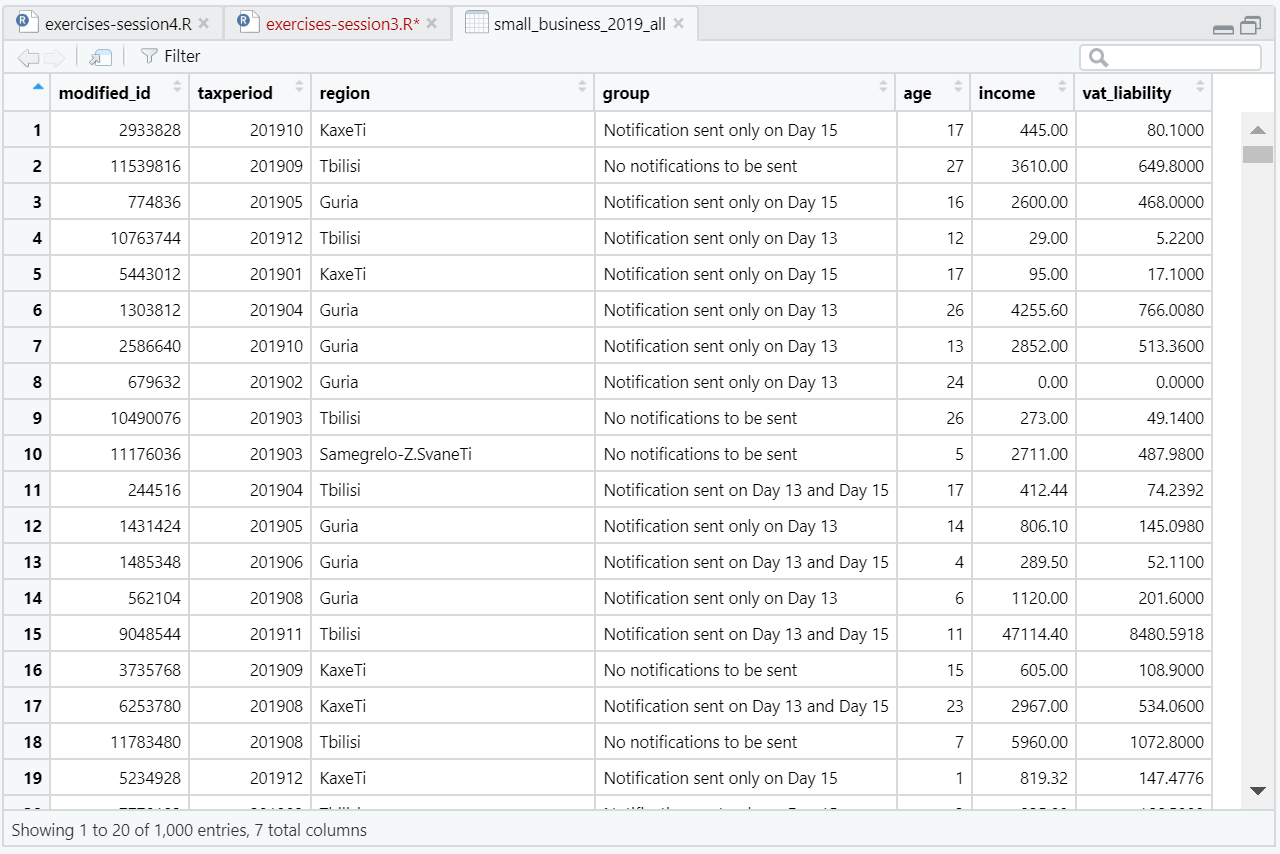 exercises-session4.R × exercises-session3.R* × small_business_2019_all ×
Filter
modified_id taxperiod region group age income vat_liability
1 2933828 201910 KaxeTi Notification sent only on Day 15 17 445.00 80.1000
2 11539816 201909 Tbilisi No notifications to be sent 27 3610.00 649.8000
3 774836 201905 Guria Notification sent only on Day 15 16 2600.00 468.0000
4 10763744 201912 Tbilisi Notification sent only on Day 13 12 29.00 5.2200
5 5443012 201901 KaxeTi Notification sent only on Day 15 17 95.00 17.1000
6 1303812 201904 Guria Notification sent only on Day 13 26 4255.60 766.0080
7 2586640 201910 Guria Notification sent only on Day 13 13 2852.00 513.3600
8 679632 201902 Guria Notification sent only on Day 13 24 0.00 0.0000
9 10490076 201903 Tbilisi No notifications to be sent 26 273.00 49.1400
10 11176036 201903 Samegrelo-Z.SvaneTi No notifications to be sent 5 2711.00 487.9800
11 244516 201904 Tbilisi Notification sent on Day 13 and Day 15 17 412.44 74.2392
12 1431424 201905 Guria Notification sent only on Day 13 14 806.10 145.0980
13 1485348 201906 Guria Notification sent on Day 13 and Day 15 4 289.50 52.1100
14 562104 201908 Guria Notification sent only on Day 13 6 1120.00 201.6000
15 9048544 201911 Tbilisi Notification sent on Day 13 and Day 15 11 47114.40 8480.5918
16 3735768 201909 KaxeTi No notifications to be sent 15 605.00 108.9000
17 6253780 201908 KaxeTi Notification sent on Day 13 and Day 15 23 2967.00 534.0600
18 11783480 201908 Tbilisi No notifications to be sent 7 5960.00 1072.8000
19 5234928 201912 KaxeTi Notification sent only on Day 15 1 819.32 147.4776
Showing 1 to 20 of 1,000 entries, 7 total columns